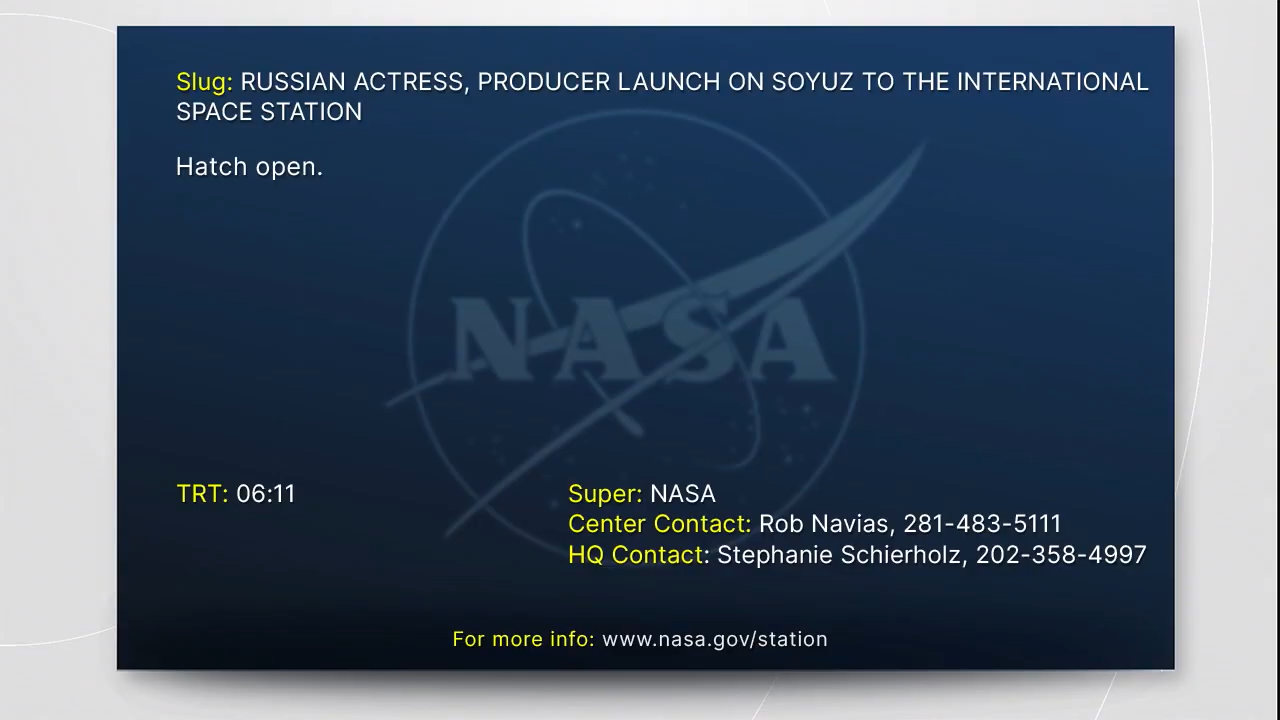 Slug: RUSSIAN ACTRESS, PRODUCER LAUNCH ON SOYUZ TO THE INTERNATIONAL
SPACE STATION
Hatch open.
NASA
TRT: 06:11
Super: NASA
Center Contact: Rob Navias, 281-483-5111
HQ Contact: Stephanie Schierholz, 202-358-4997
For more info: www.nasa.gov/station